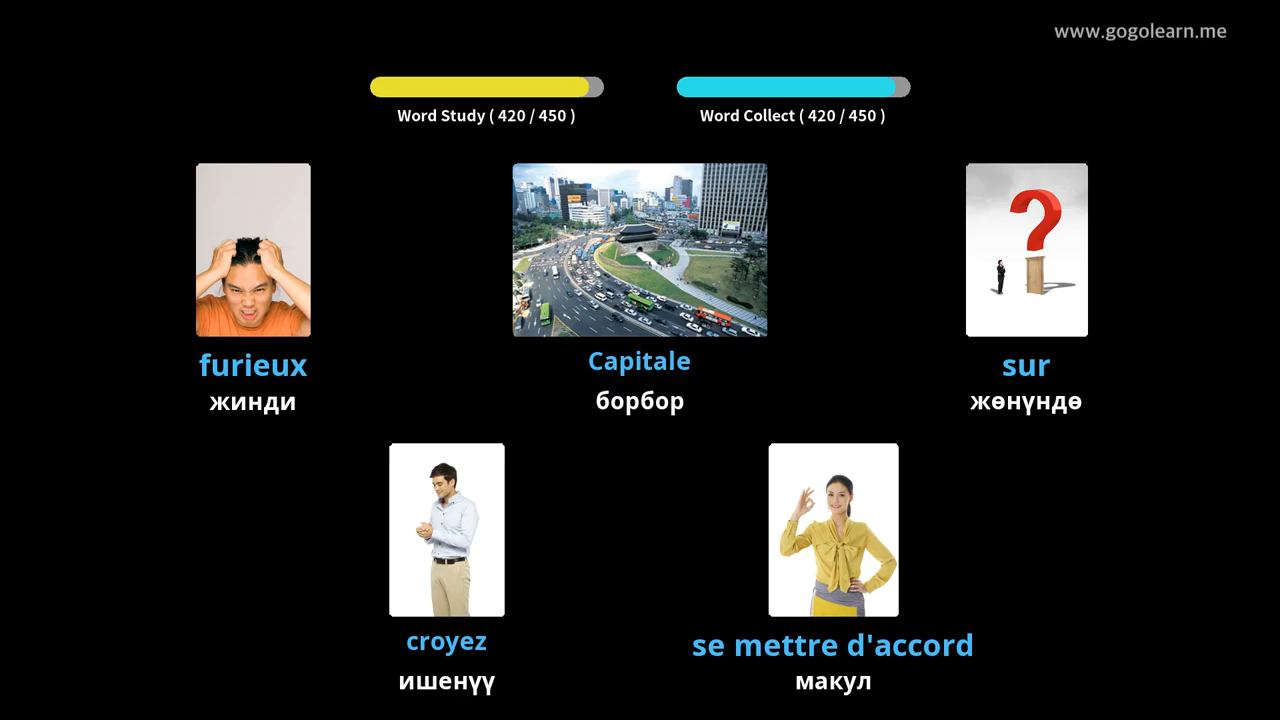 www.gogolearn.me
Word Study ( 420 / 450 )
Word Collect ( 420 / 450 )
furieux
жинди
Capitale
борбор
sur
жөнүндө
croyez
ишенүү
se mettre d'accord
макул